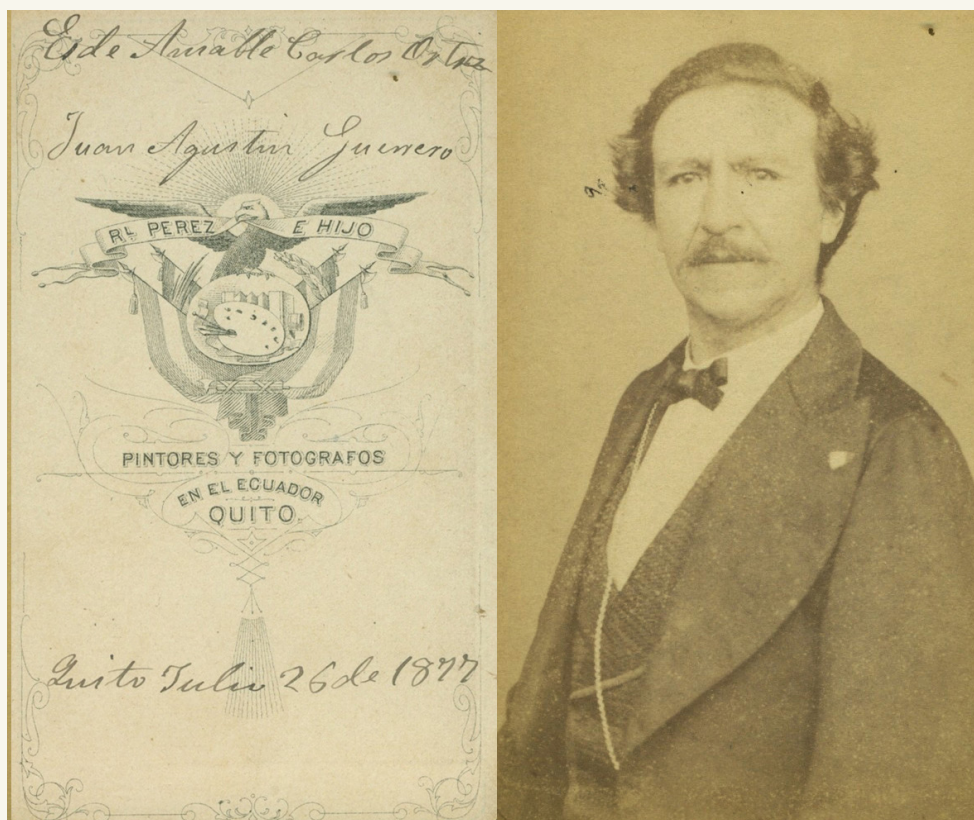 Es de Amable Carlos Ortiz
Juan Agustin Guerrero
RL PEREZ E HIJO
PINTORES Y FOTOGRAFOS
EN EL ECUADOR
QUITO
Quito Julio 26 de 1877